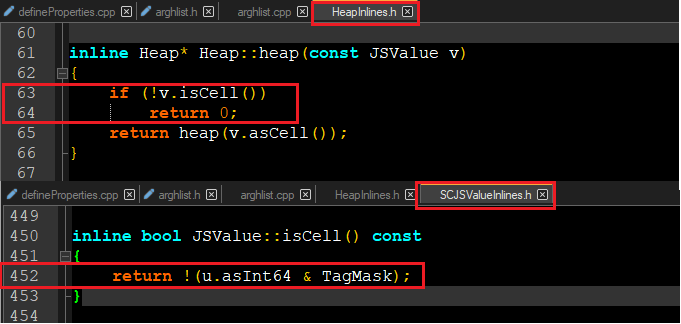 defineProperties.cpp arghlist.h arghlist.cpp HeapInlines.h
60
61 inline Heap* Heap::heap(const JSValue v)
62 {
63 if (!v.isCell())
64 return 0;
65 return heap(v.asCell());
66 }
67
defineProperties.cpp arghlist.h arghlist.cpp HeapInlines.h SCJSValueInlines.h
449
450 inline bool JSValue::isCell() const
451 {
452 return !(u.asInt64 & TagMask);
453 }
454